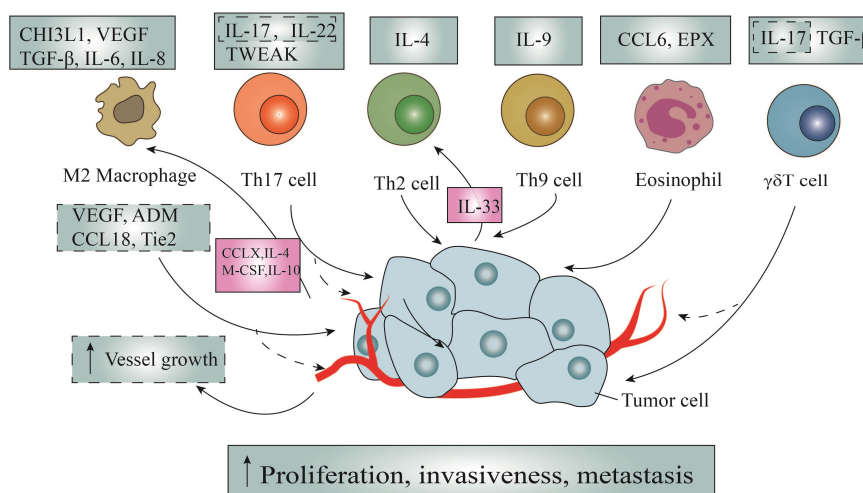 CHI3L1, VEGF
TGF-β, IL-6, IL-8
IL-17, IL-22
TWEAK
IL-4
IL-9
CCL6, EPX
IL-17 TGF-β
M2 Macrophage
Th17 cell
Th2 cell
Th9 cell
Eosinophil
γδT cell
IL-33
VEGF, ADM
CCL18, Tie2
CCLX,IL-4
M-CSF,IL-10
↑ Vessel growth
Tumor cell
↑ Proliferation, invasiveness, metastasis